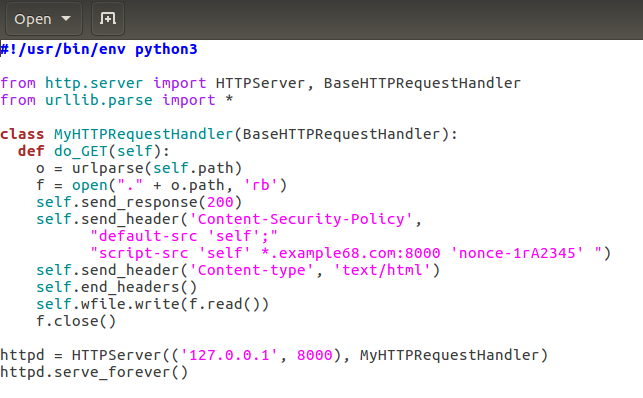 Open
#!/usr/bin/env python3
from http.server import HTTPServer, BaseHTTPRequestHandler
from urllib.parse import *
class MyHTTPRequestHandler(BaseHTTPRequestHandler):
  def do_GET(self):
    o = urlparse(self.path)
    f = open("." + o.path, 'rb')
    self.send_response(200)
    self.send_header('Content-Security-Policy',
          "default-src 'self';"
          "script-src 'self' *.example68.com:8000 'nonce-1rA2345' ")
    self.send_header('Content-type', 'text/html')
    self.end_headers()
    self.wfile.write(f.read())
    f.close()
httpd = HTTPServer(('127.0.0.1', 8000), MyHTTPRequestHandler)
httpd.serve_forever()